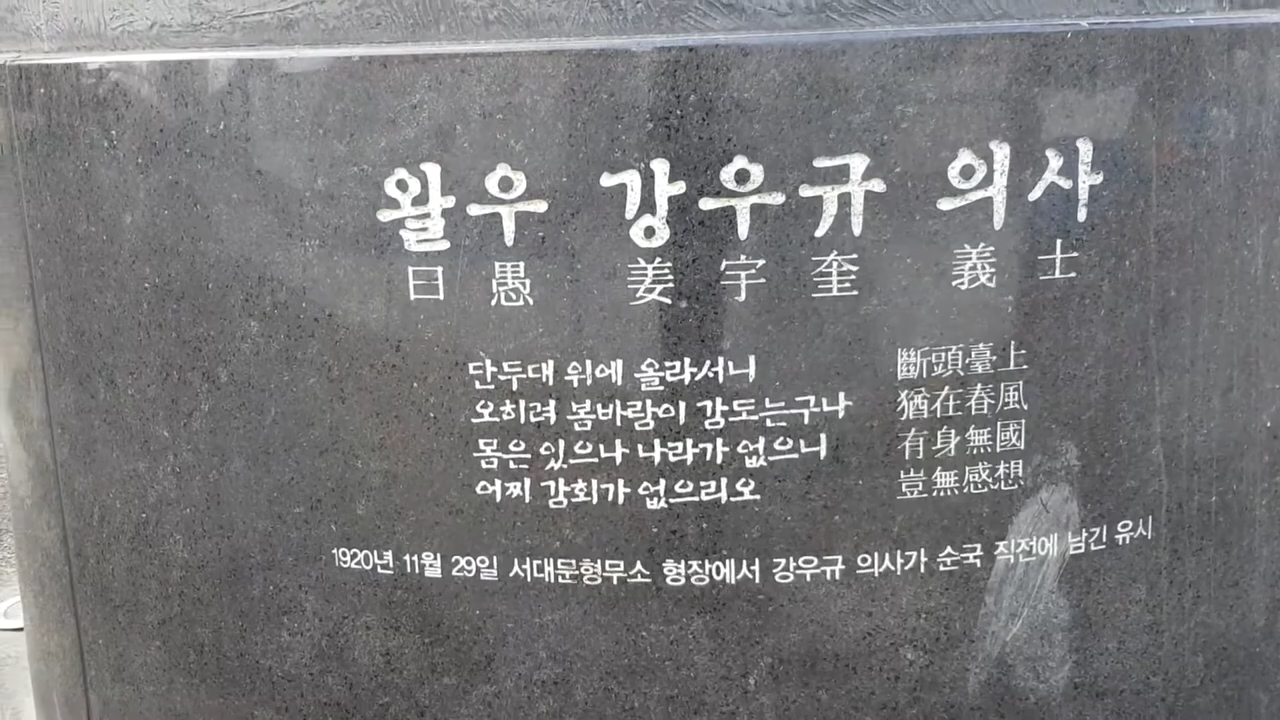 왈우 강우규 의사
曰愚 姜宇奎 義士
단두대 위에 올라서니
오히려 봄바람이 감도는구나
몸은 있으나 나라가 없으니
어찌 감회가 없으리오
斷頭臺上
猶在春風
有身無國
豈無感想
1920년 11월 29일 서대문형무소 형장에서 강우규 의사가 순국 직전에 남긴 유시